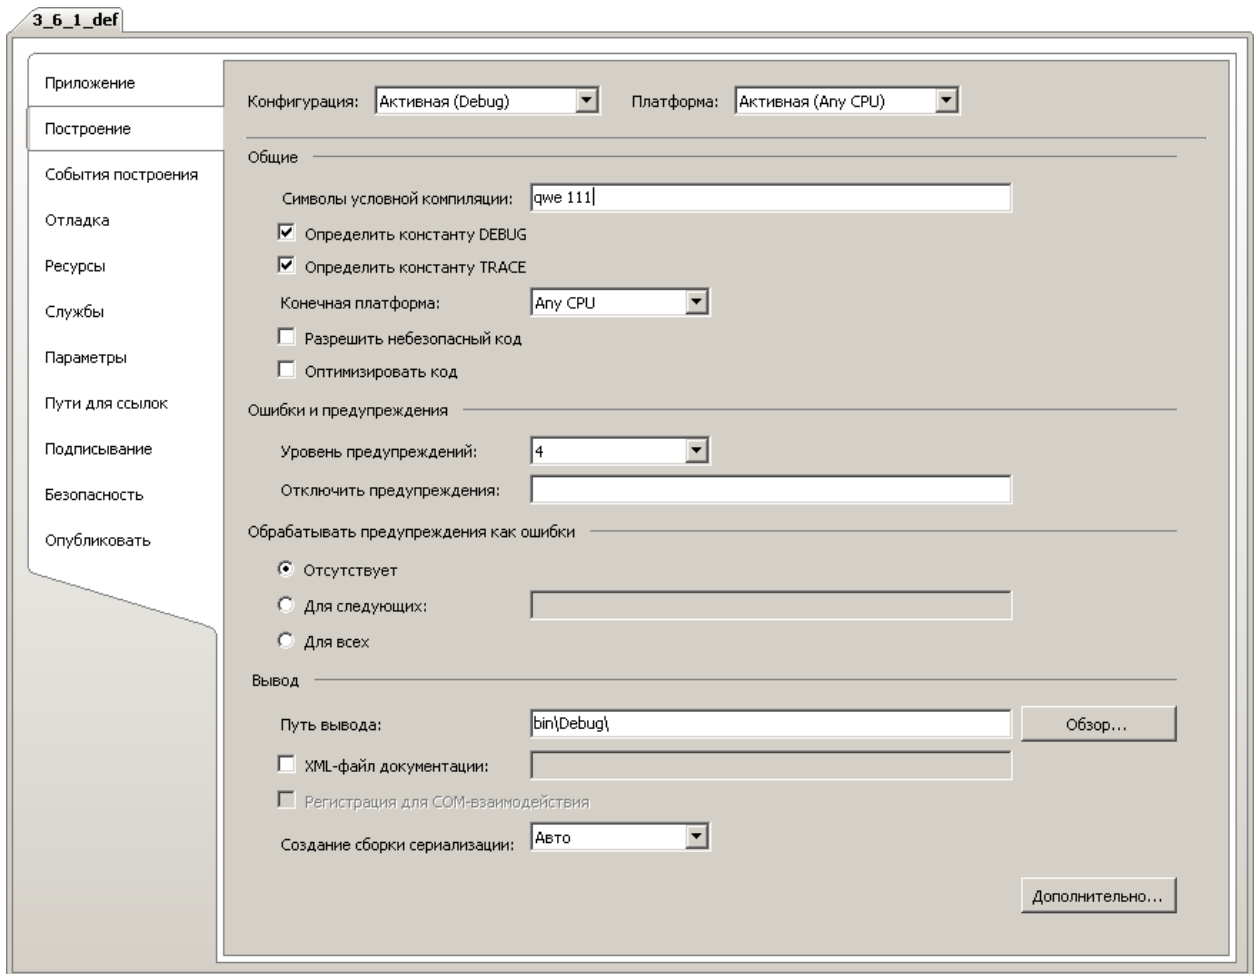 3_6_1_def
Приложение
Построение
События построения
Отладка
Ресурсы
Службы
Параметры
Пути для ссылок
Подписывание
Безопасность
Опубликовать
Конфигурация: Активная (Debug) Платформа: Активная (Any CPU)
Общие
Символы условной компиляции: qwe 111
Определить константу DEBUG
Определить константу TRACE
Конечная платформа: Any CPU
Разрешить небезопасный код
Оптимизировать код
Ошибки и предупреждения
Уровень предупреждений: 4
Отключить предупреждения:
Обрабатывать предупреждения как ошибки
Отсутствует
Для следующих:
Для всех
Вывод
Путь вывода: bin\Debug\ Обзор...
XML-файл документации:
Регистрация для COM-взаимодействия
Создание сборки сериализации: Авто
Дополнительно...